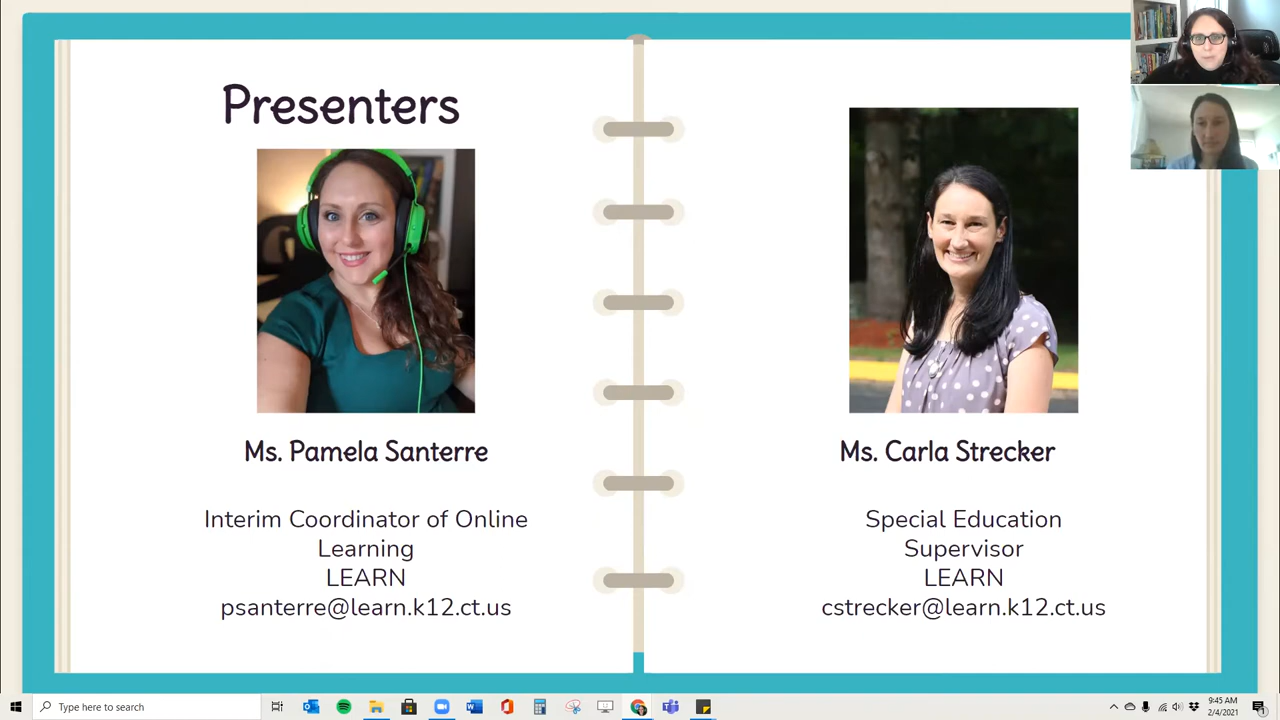 Presenters
Ms. Pamela Santerre
Interim Coordinator of Online
Learning
LEARN
psanterre@learn.k12.ct.us
Ms. Carla Strecker
Special Education
Supervisor
LEARN
cstrecker@learn.k12.ct.us
Type here to search
9:45 AM
2/4/2021